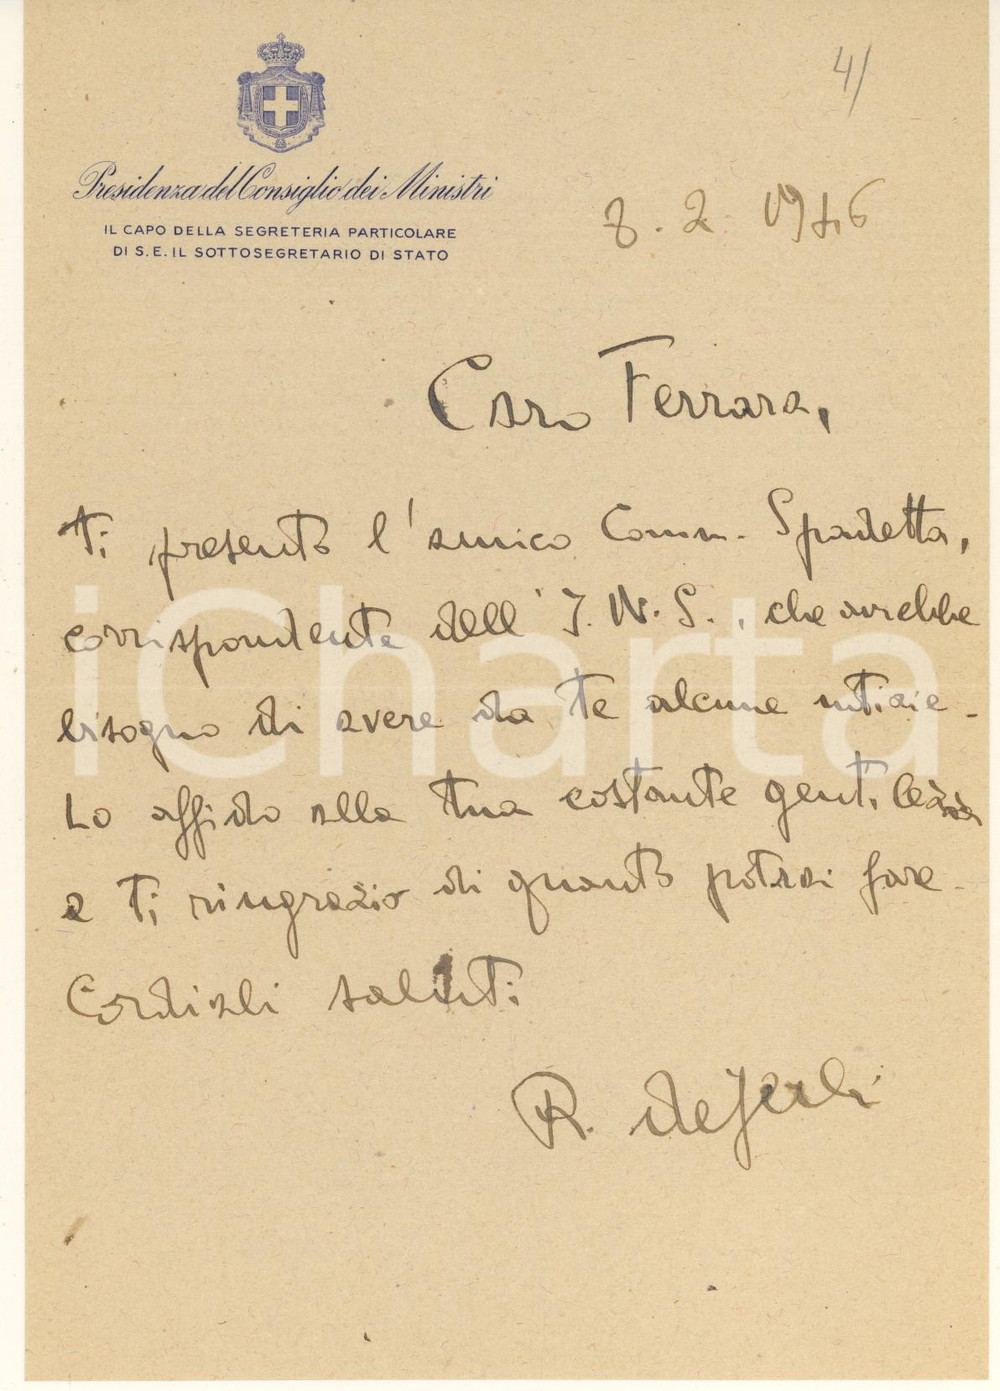 4/
Presidenza del Consiglio dei Ministri
IL CAPO DELLA SEGRETERIA PARTICOLARE
DI S. E. IL SOTTOSEGRETARIO DI STATO
8. 2. 1946
Caro Ferrara,
ti presento l'amico Comm. Spadetta,
corrispondente dell' I. N. S., che avrebbe
bisogno di avere da te alcune notizie.
Lo affido alla tua costante gentilezza
e ti ringrazio di quanto potrai fare.
Cordiali saluti
R.
iCharta